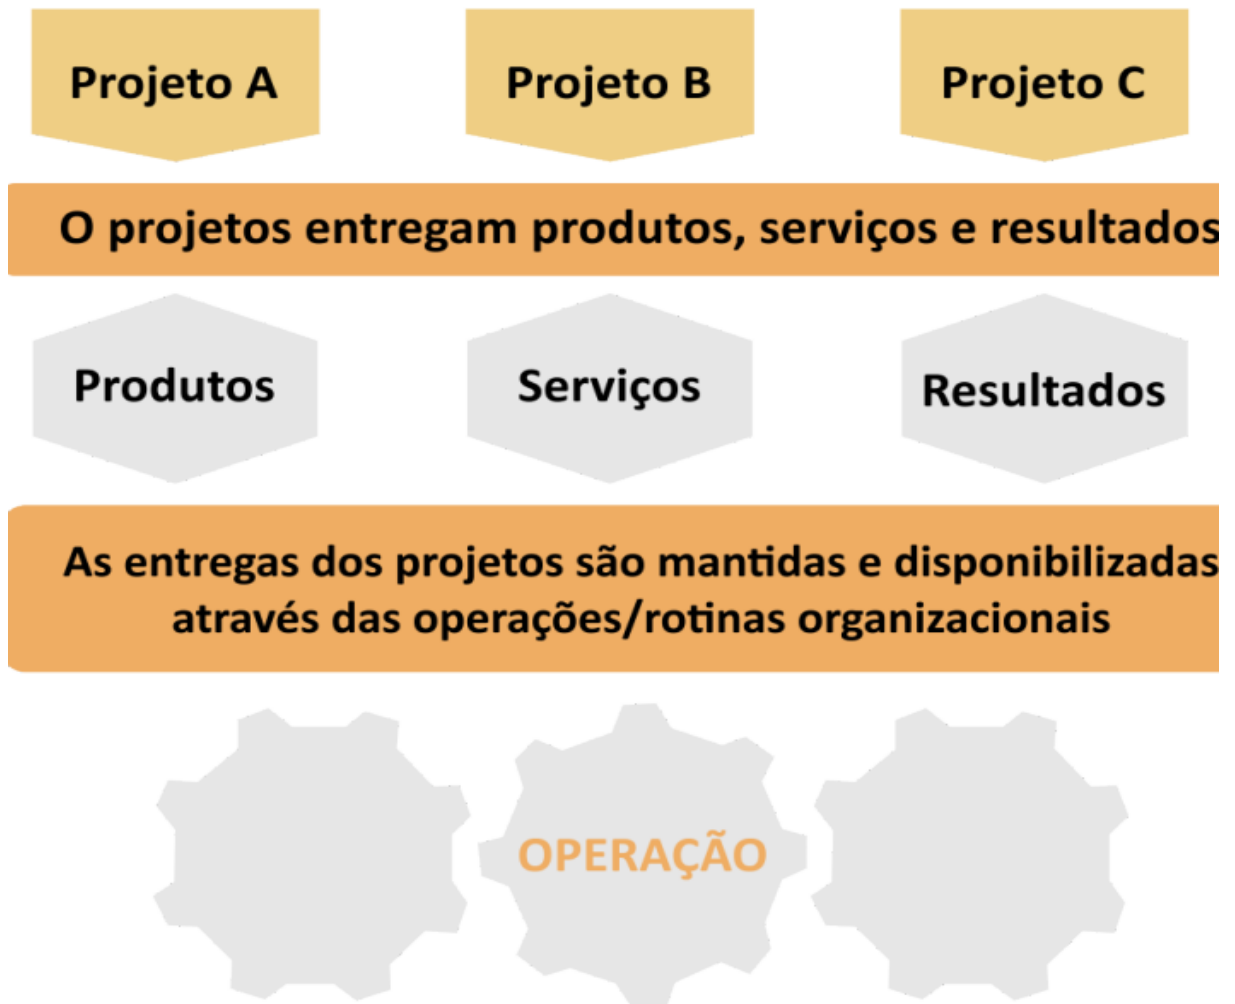 Projeto A
Projeto B
Projeto C
O projetos entregam produtos, serviços e resultados
Produtos
Serviços
Resultados
As entregas dos projetos são mantidas e disponibilizadas
através das operações/rotinas organizacionais
OPERAÇÃO